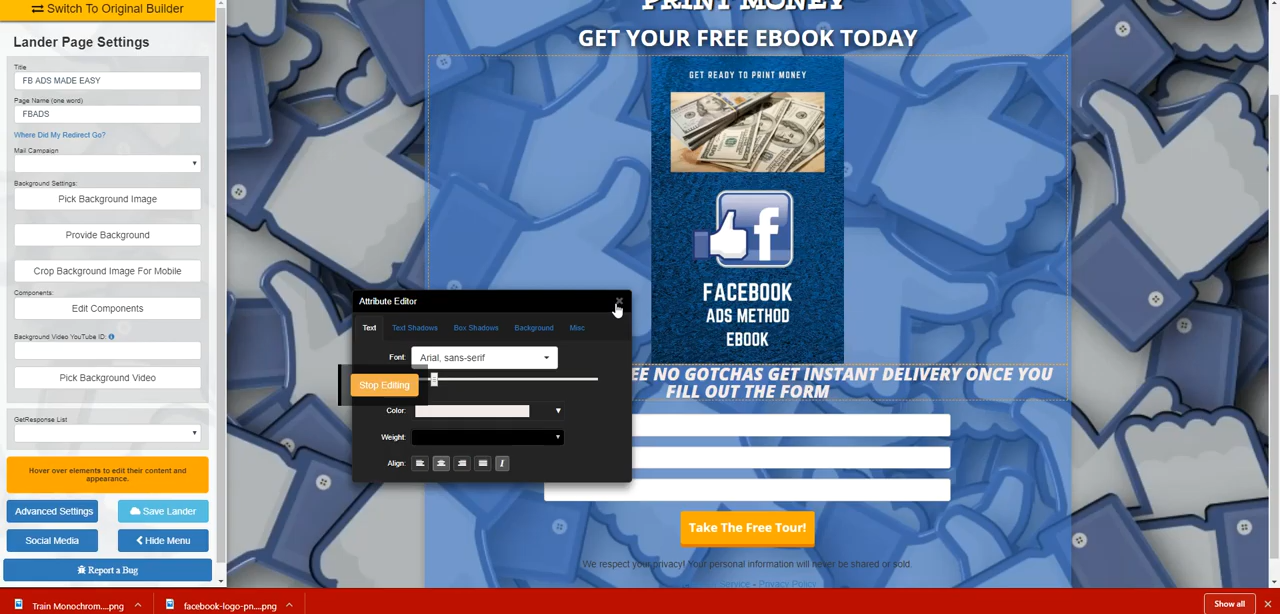 Switch To Original Builder
Lander Page Settings
Title
FB ADS MADE EASY
Page Name (one word)
FBADS
Where Did My Redirect Go?
Mail Campaign
Background Settings:
Pick Background Image
Provide Background
Crop Background Image For Mobile
Components:
Edit Components
Background Video YouTube ID:
Pick Background Video
GetResponse List
Hover over elements to edit their content and
appearance.
Advanced Settings
Save Lander
Social Media
Hide Menu
Report a Bug
PRINT MONEY
GET YOUR FREE EBOOK TODAY
GET READY TO PRINT MONEY
f
FACEBOOK
ADS METHOD
EBOOK
Attribute Editor
Text
Text Shadows
Box Shadows
Background
Misc
Font:
Arial, sans-serif
Stop Editing
Color:
Weight:
Align:
I
EE NO GOTCHAS GET INSTANT DELIVERY ONCE YOU
FILL OUT THE FORM
Take The Free Tour!
We respect your privacy! Your personal information will never be shared or sold.
Service - Privacy Policy
Train Monochrom....png
facebook-logo-pn....png
Show all